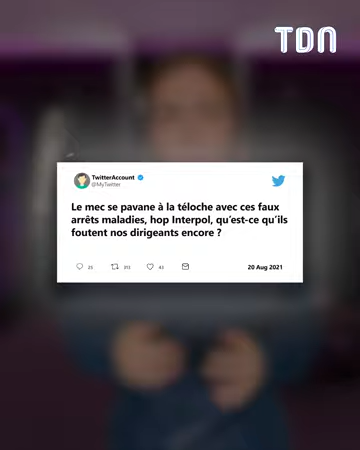 TDN
TwitterAccount
@MyTwitter
Le mec se pavane à la téloche avec ces faux
arrêts maladies, hop Interpol, qu’est-ce qu’ils
foutent nos dirigeants encore ?
25 313 43 20 Aug 2021